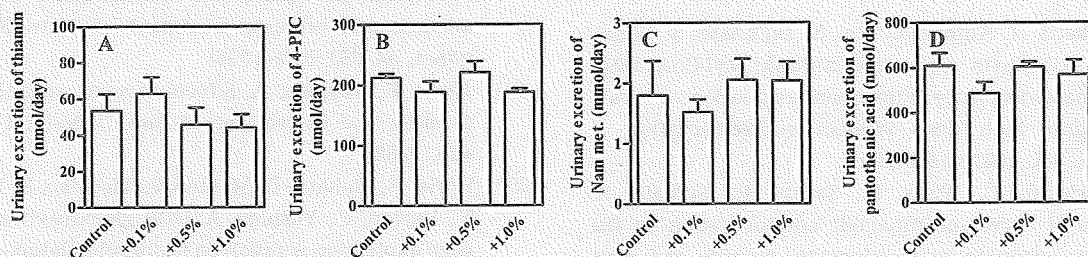 Urinary excretion of thiamin
(nmol/day)
100
80
60
40
20
0
A
Control
+0.1%
+0.5%
+1.0%
Urinary excretion of 4-PIC
(nmol/day)
300
200
100
0
B
Control
+0.1%
+0.5%
+1.0%
Urinary excretion of
Nam met. (mmol/day)
3
2
1
0
C
Control
+0.1%
+0.5%
+1.0%
Urinary excretion of
pantothenic acid (nmol/day)
800
600
400
200
0
D
Control
+0.1%
+0.5%
+1.0%